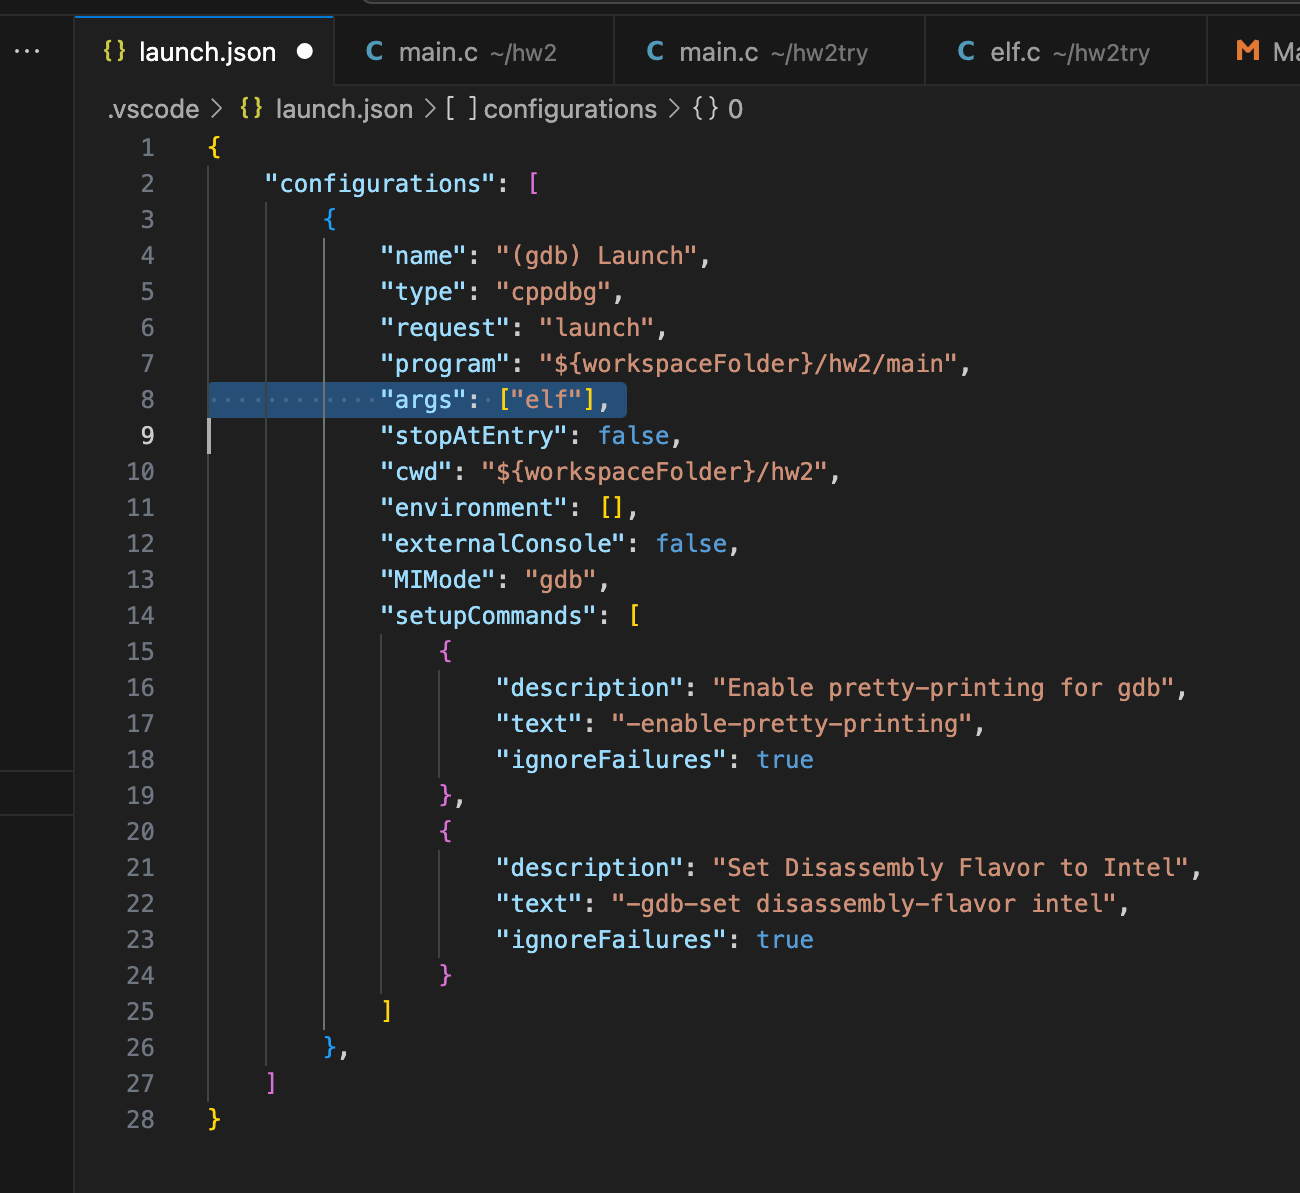 ··· {} launch.json ● C main.c ~/hw2 C main.c ~/hw2try C elf.c ~/hw2try M
.vscode > {} launch.json > [ ] configurations > {} 0
1 {
2     "configurations": [
3         {
4             "name": "(gdb) Launch",
5             "type": "cppdbg",
6             "request": "launch",
7             "program": "${workspaceFolder}/hw2/main",
8             "args": ["elf"],
9             "stopAtEntry": false,
10             "cwd": "${workspaceFolder}/hw2",
11             "environment": [],
12             "externalConsole": false,
13             "MIMode": "gdb",
14             "setupCommands": [
15                 {
16                     "description": "Enable pretty-printing for gdb",
17                     "text": "-enable-pretty-printing",
18                     "ignoreFailures": true
19                 },
20                 {
21                     "description": "Set Disassembly Flavor to Intel",
22                     "text": "-gdb-set disassembly-flavor intel",
23                     "ignoreFailures": true
24                 }
25             ]
26         },
27     ]
28 }